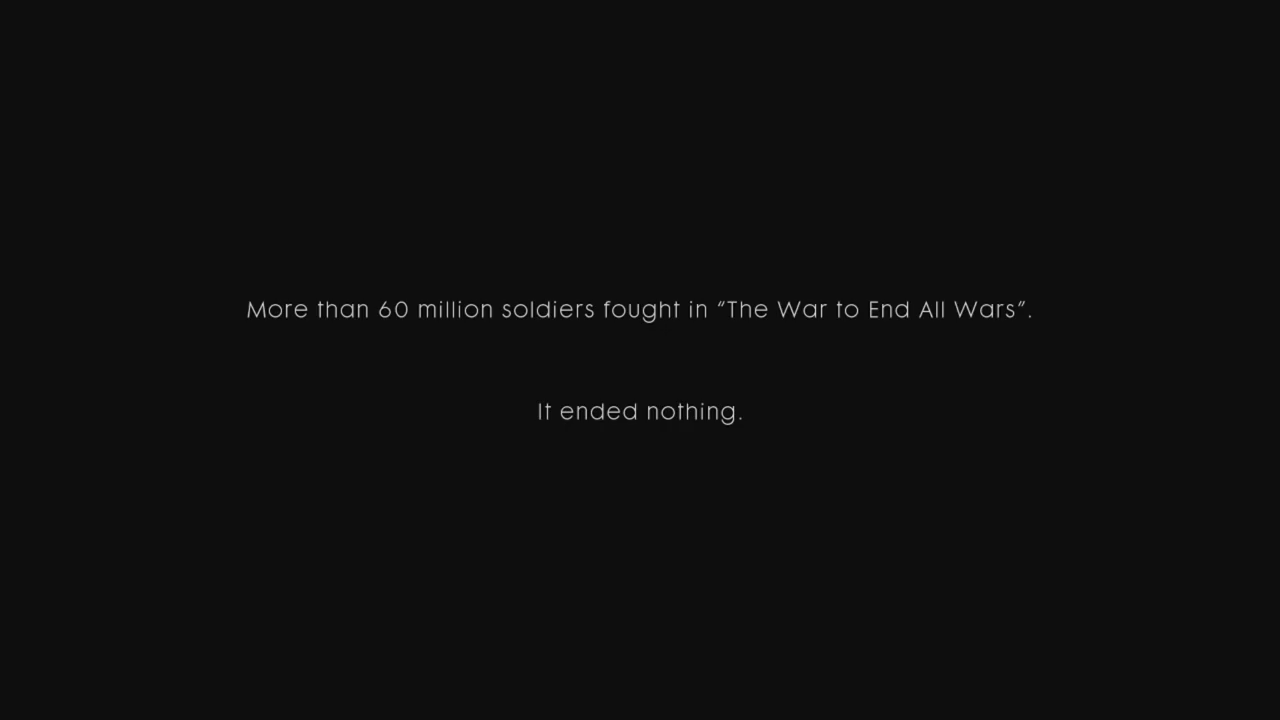 More than 60 million soldiers fought in “The War to End All Wars”.
It ended nothing.